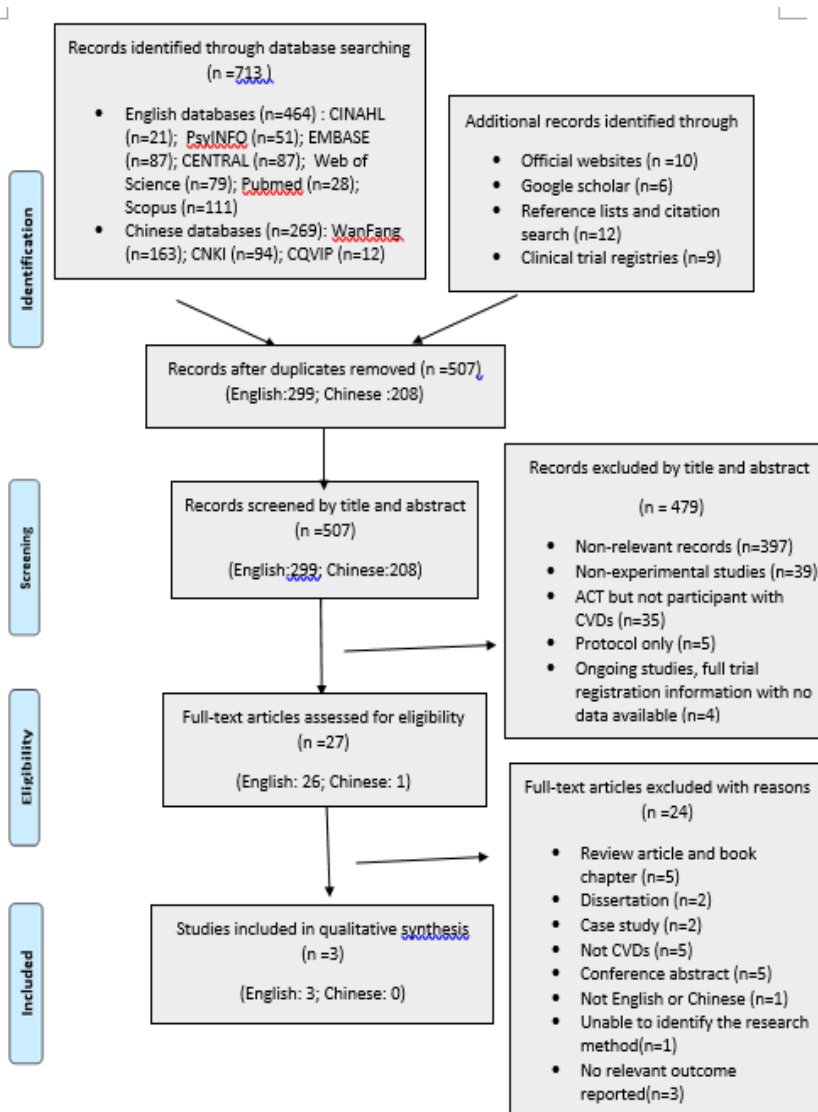 Records identified through database searching
(n =713 )
• English databases (n=464) : CINAHL
(n=21); PsyINFO (n=51); EMBASE
(n=87); CENTRAL (n=87); Web of
Science (n=79); Pubmed (n=28);
Scopus (n=111)
• Chinese databases (n=269): WanFang
(n=163); CNKI (n=94); CQVIP (n=12)
Additional records identified through
• Official websites (n =10)
• Google scholar (n=6)
• Reference lists and citation
search (n=12)
• Clinical trial registries (n=9)
Identification
Records after duplicates removed (n =507)
(English:299; Chinese :208)
Screening
Records screened by title and abstract
(n =507)
(English:299; Chinese:208)
Records excluded by title and abstract
(n = 479)
• Non-relevant records (n=397)
• Non-experimental studies (n=39)
• ACT but not participant with
CVDs (n=35)
• Protocol only (n=5)
• Ongoing studies, full trial
registration information with no
data available (n=4)
Eligibility
Full-text articles assessed for eligibility
(n =27)
(English: 26; Chinese: 1)
Full-text articles excluded with reasons
(n =24)
• Review article and book
chapter (n=5)
• Dissertation (n=2)
• Case study (n=2)
• Not CVDs (n=5)
• Conference abstract (n=5)
• Not English or Chinese (n=1)
• Unable to identify the research
method(n=1)
• No relevant outcome
reported(n=3)
Included
Studies included in qualitative synthesis
(n =3)
(English: 3; Chinese: 0)